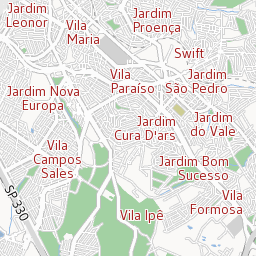 Jardim
Leonor
Vila
Maria
Jardim
Proença
Swift
Vila
Paraíso
Jardim
São Pedro
Jardim Nova
Europa
Jardim
Cura D'ars
Jardim
do Vale
Vila
Campos
Sales
Jardim Bom
Sucesso
SP 330
Vila Ipê
Vila
Formosa